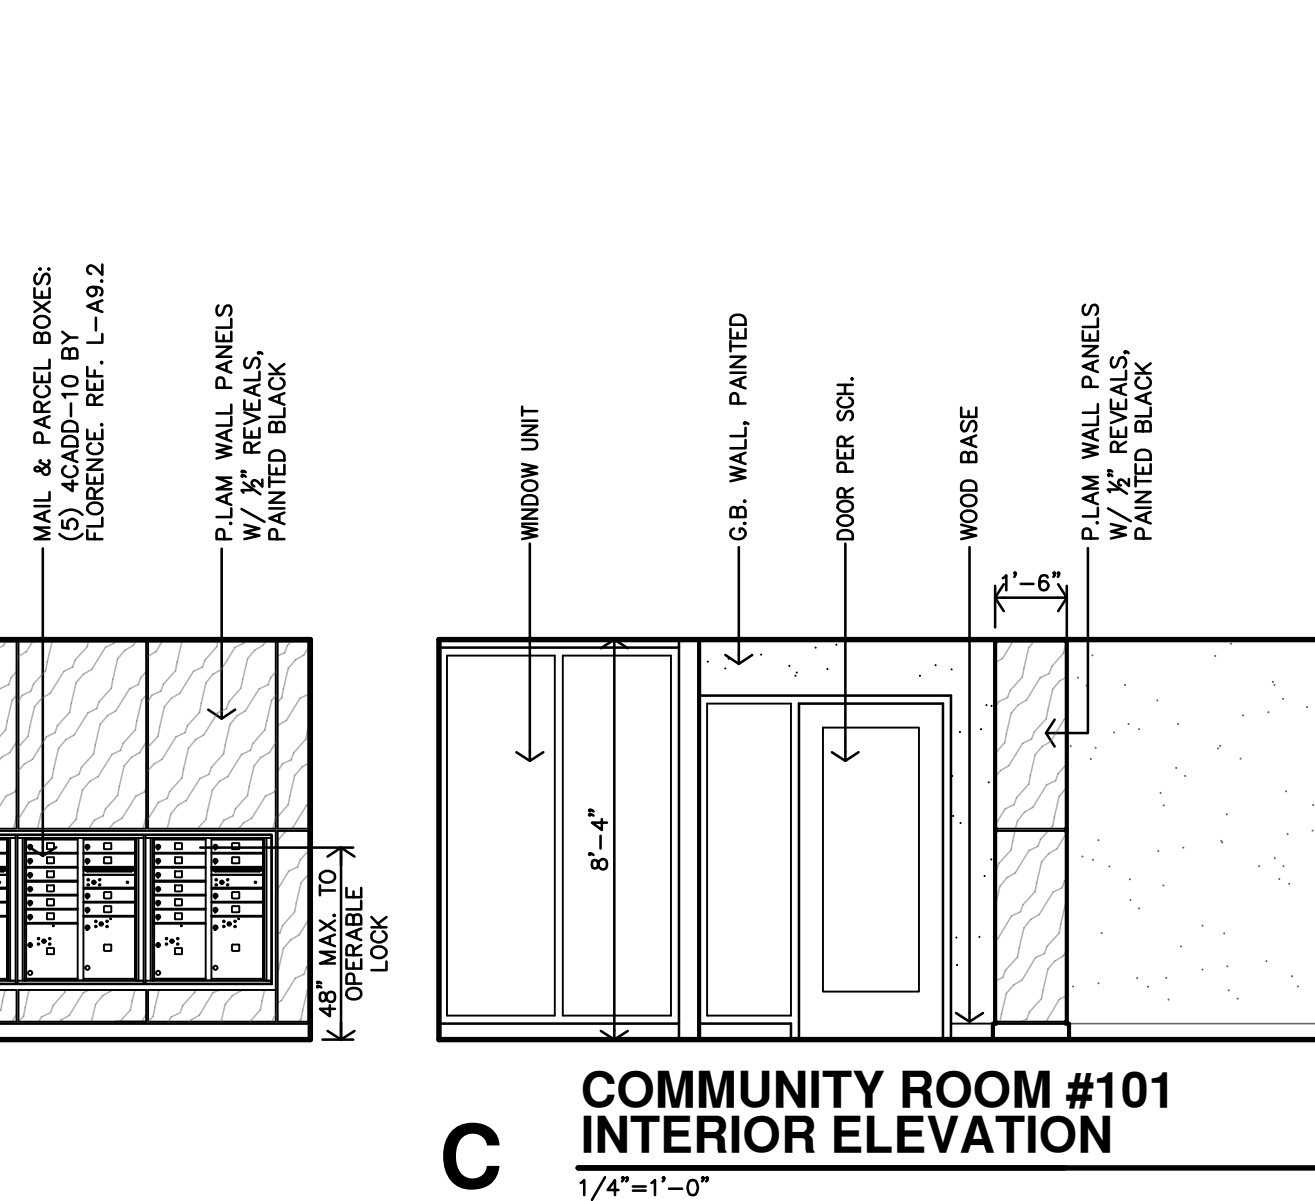 MAIL & PARCEL BOXES:
(5) 4CADD-10 BY
FLORENCE. REF. L-A9.2
P.LAM WALL PANELS
W/ ½" REVEALS,
PAINTED BLACK
48" MAX. TO
OPERABLE
LOCK
WINDOW UNIT
G.B. WALL, PAINTED
DOOR PER SCH.
WOOD BASE
P.LAM WALL PANELS
W/ ½" REVEALS,
PAINTED BLACK
1'-6"
8'-4"
C
COMMUNITY ROOM #101
INTERIOR ELEVATION
1/4"=1'-0"